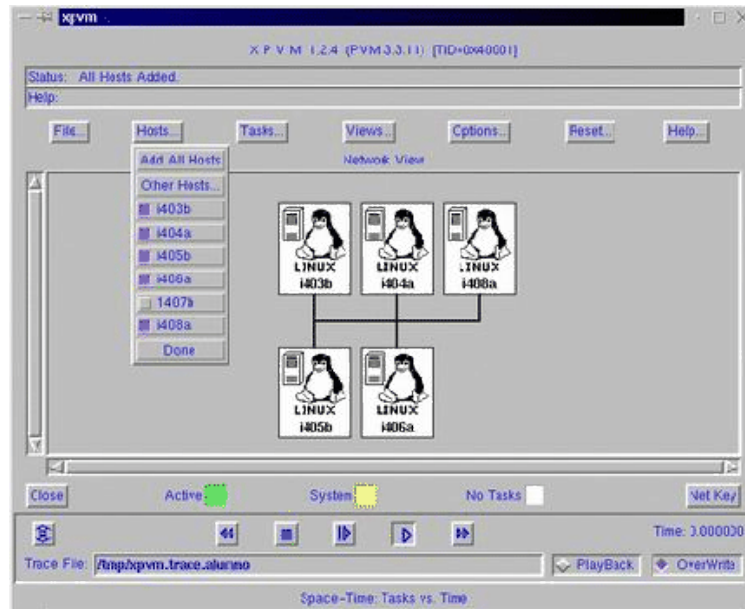 xpvm
X P V M 1.2.4 (PVM 3.3.11) [TID=0x40001]
Status: All Hosts Added.
Help:
File... Hosts... Tasks... Views... Options... Reset... Help...
Network View
Add All Hosts
Other Hosts...
i403b
i404a
i405b
i406a
i407b
i408a
Done
LINUX LINUX LINUX
i403b i404a i408a
LINUX LINUX
i405b i406a
Close Active System No Tasks Net Key
Time: 0.000000
Trace File: /tmp/xpvm.trace.alunno PlayBack OverWrite
Space-Time: Tasks vs. Time